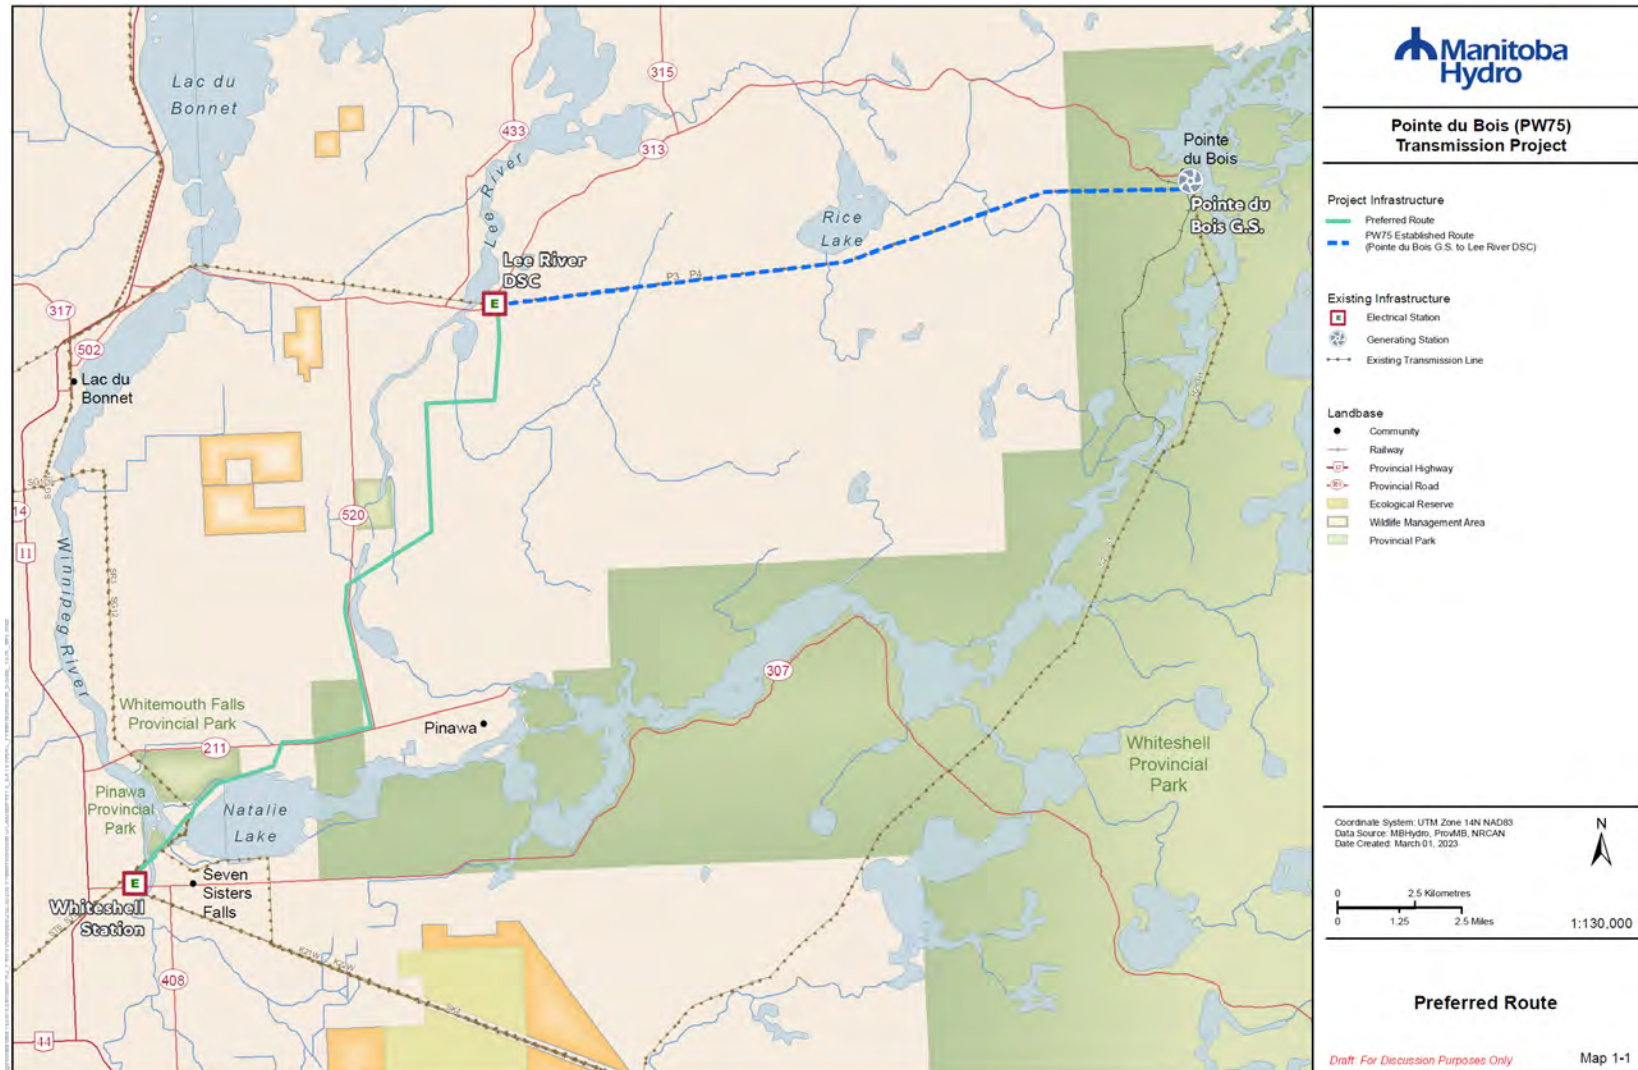 Lac du
Bonnet
315
433
313
Lee River
Pointe
du Bois
Pointe du
Bois G.S.
Rice
Lake
Lee River
DSC
P3 P4
317
502
Lac du
Bonnet
520
14
11
Winnipeg River
SR3 SG12
307
Whitemouth Falls
Provincial Park
Pinawa
211
Whiteshell
Provincial
Park
Pinawa
Provincial
Park
Natalie
Lake
Seven
Sisters
Falls
Whiteshell
Station
408
K21W K22W
SK1
44
Manitoba
Hydro
Pointe du Bois (PW75)
Transmission Project
Project Infrastructure
Preferred Route
PW75 Established Route
(Pointe du Bois G.S. to Lee River DSC)
Existing Infrastructure
E Electrical Station
Generating Station
Existing Transmission Line
Landbase
Community
Railway
Provincial Highway
Provincial Road
Ecological Reserve
Wildlife Management Area
Provincial Park
Coordinate System: UTM Zone 14N NAD83
Data Source: MBHydro, ProvMB, NRCAN
Date Created: March 01, 2023
N
0 2.5 Kilometres
0 1.25 2.5 Miles
1:130,000
Preferred Route
Draft: For Discussion Purposes Only
Map 1-1